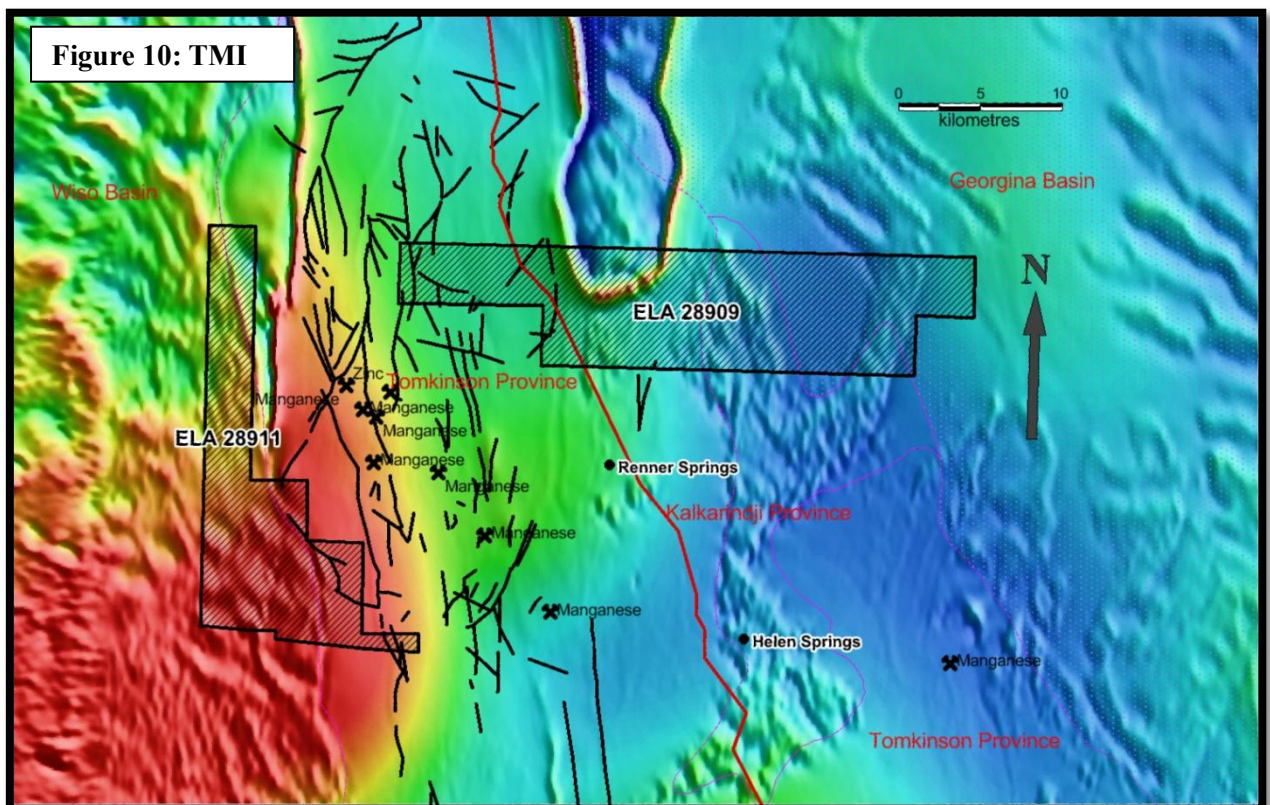 Figure 10: TMI
0 5 10
kilometres
Wiso Basin
Georgina Basin
N
ELA 28909
Zinc
Tomkinson Province
Manganese
Manganese
Manganese
ELA 28911
Manganese
Renner Springs
Manganese
Kalkarindji Province
Manganese
Manganese
Helen Springs
Manganese
Tomkinson Province